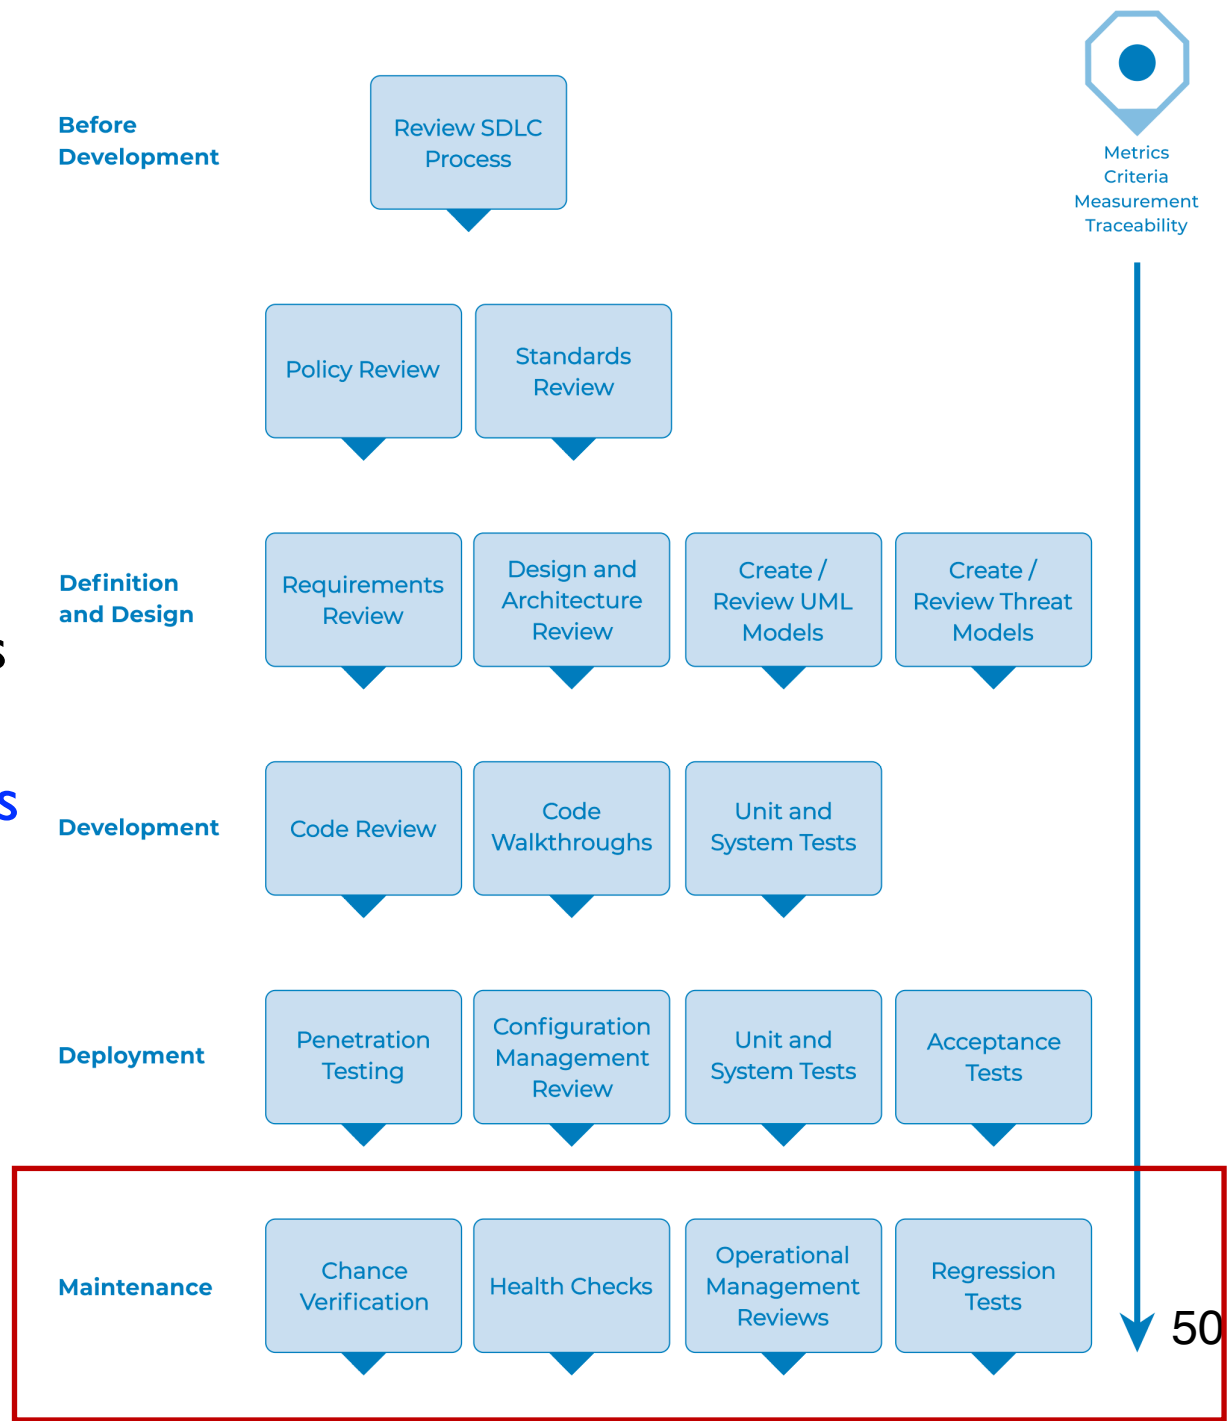 Before
Development
Review SDLC
Process
Metrics
Criteria
Measurement
Traceability
Policy Review
Standards
Review
Definition
and Design
Requirements
Review
Design and
Architecture
Review
Create /
Review UML
Models
Create /
Review Threat
Models
s
s
Development
Code Review
Code
Walkthroughs
Unit and
System Tests
Deployment
Penetration
Testing
Configuration
Management
Review
Unit and
System Tests
Acceptance
Tests
Maintenance
Chance
Verification
Health Checks
Operational
Management
Reviews
Regression
Tests
50